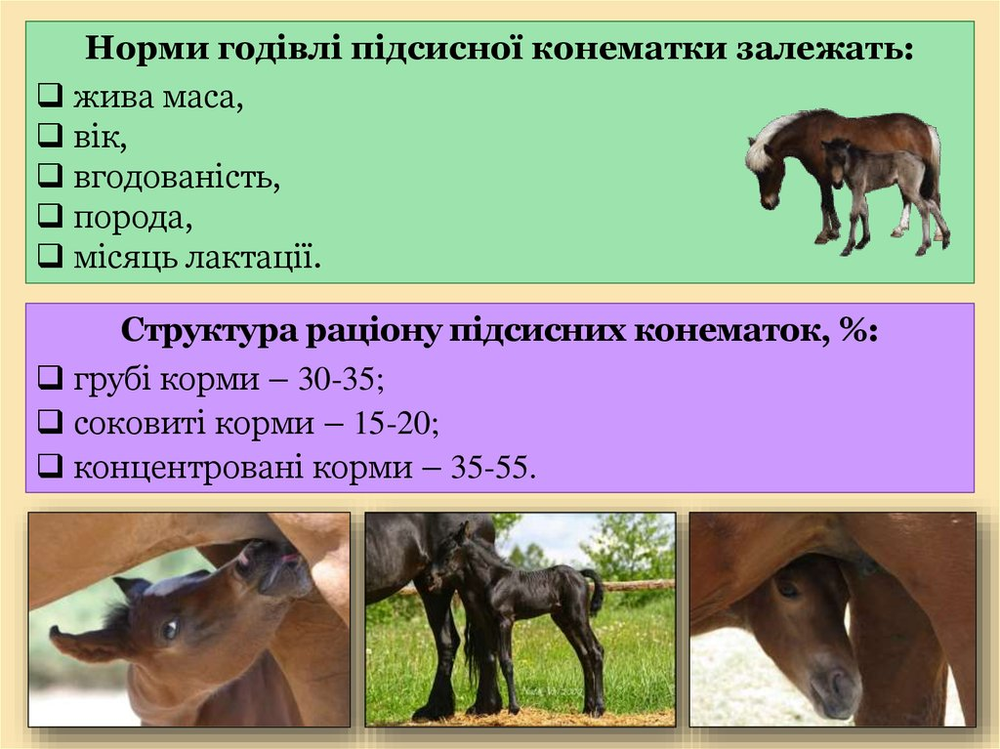 Норми годівлі підсисної конематки залежать:
❑ жива маса,
❑ вік,
❑ вгодованість,
❑ порода,
❑ місяць лактації.
Структура раціону підсисних конематок, %:
❑ грубі корми – 30-35;
❑ соковиті корми – 15-20;
❑ концентровані корми – 35-55.